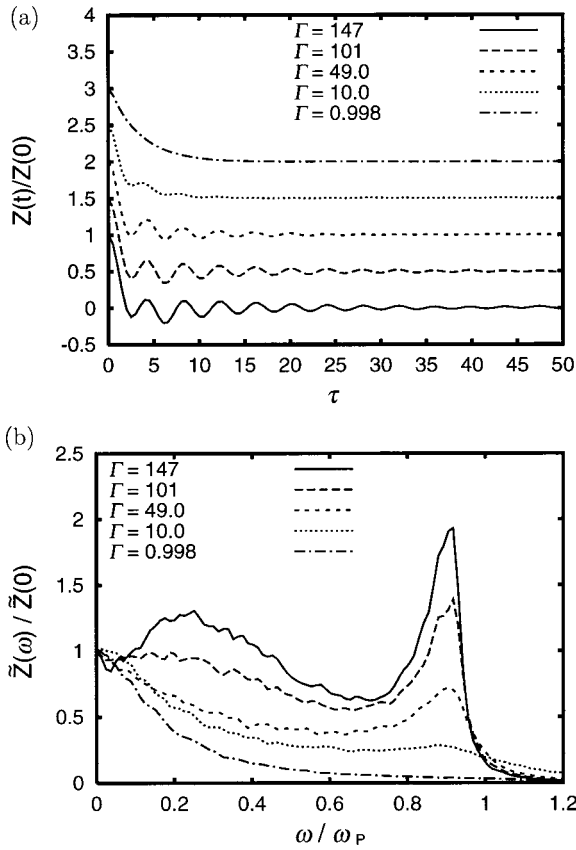 (a)
4
3.5
3
2.5
2
1.5
1
0.5
0
-0.5
Z(t)/Z(0)
Γ = 147
Γ = 101
Γ = 49.0
Γ = 10.0
Γ = 0.998
0 5 10 15 20 25 30 35 40 45 50
τ
(b)
2.5
2
1.5
1
0.5
0
Z̃(ω) / Z̃(0)
Γ = 147
Γ = 101
Γ = 49.0
Γ = 10.0
Γ = 0.998
0 0.2 0.4 0.6 0.8 1 1.2
ω / ωP